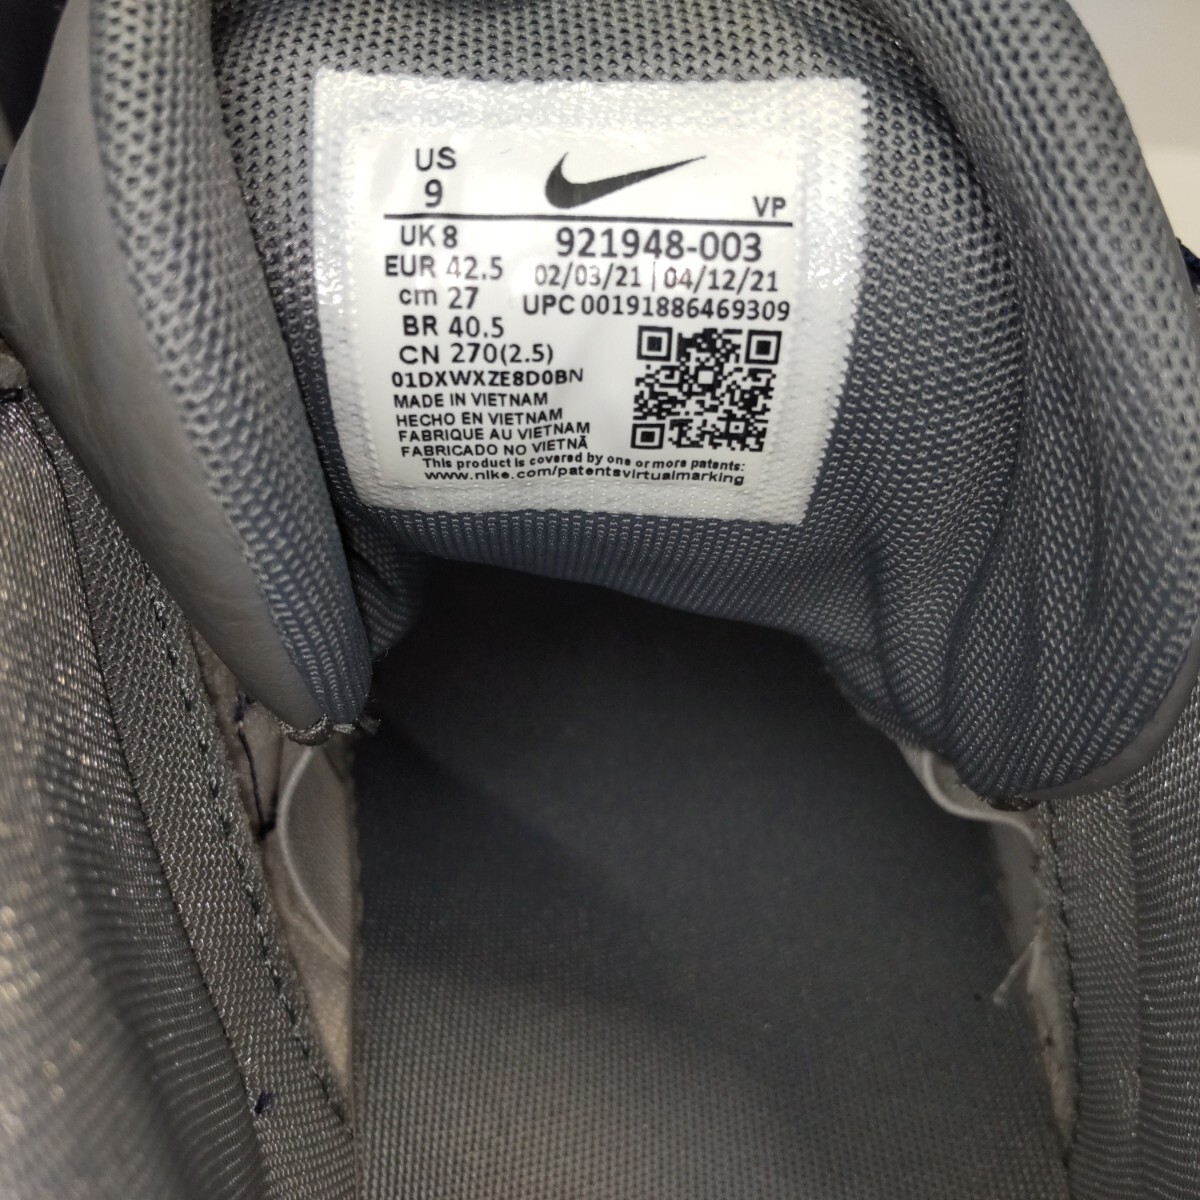 US
9
VP
UK 8
921948-003
EUR 42.5
02/03/21 | 04/12/21
cm 27
UPC 00191886469309
BR 40.5
CN 270(2.5)
01DXWXZE8D0BN
MADE IN VIETNAM
HECHO EN VIETNAM
FABRIQUE AU VIETNAM
FABRICADO NO VIETNÃ
This product is covered by one or more patents:
www.nike.com/patentsvirtualmarking